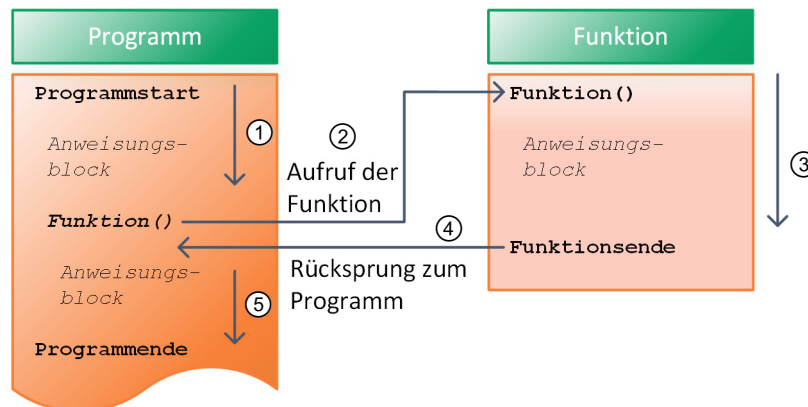 Programm
Programmstart
①
Anweisungs-
block
Funktion()
Anweisungs-
block
⑤
Programmende
②
Aufruf der
Funktion
④
Rücksprung zum
Programm
Funktion
Funktion()
Anweisungs-
block
③
Funktionsende